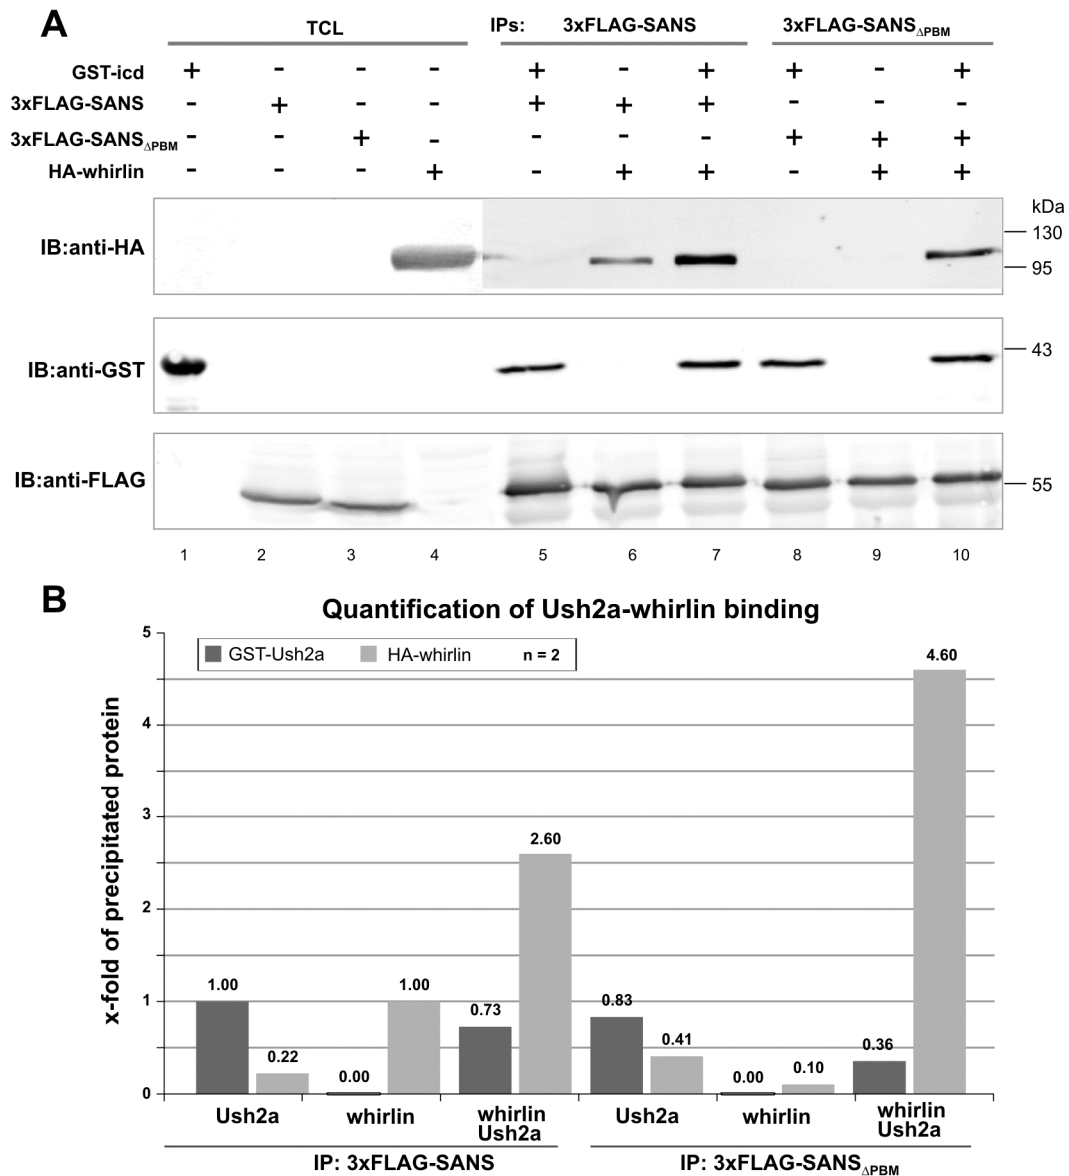 A
TCL IPs: 3xFLAG-SANS 3xFLAG-SANSΔPBM
GST-icd + - - - + - + + - +
3xFLAG-SANS - + - - + + + - - -
3xFLAG-SANSΔPBM - - + - - - - + + +
HA-whirlin - - - + - + + - + +
kDa
IB:anti-HA
130
95
IB:anti-GST
43
IB:anti-FLAG
55
1 2 3 4 5 6 7 8 9 10
B
Quantification of Ush2a-whirlin binding
GST-Ush2a HA-whirlin n = 2
x-fold of precipitated protein
5
4
3
2
1
0
1.00 0.22 0.00 1.00 0.73 2.60 0.83 0.41 0.00 0.10 0.36 4.60
Ush2a whirlin whirlin Ush2a whirlin whirlin
Ush2a Ush2a
IP: 3xFLAG-SANS IP: 3xFLAG-SANSΔPBM